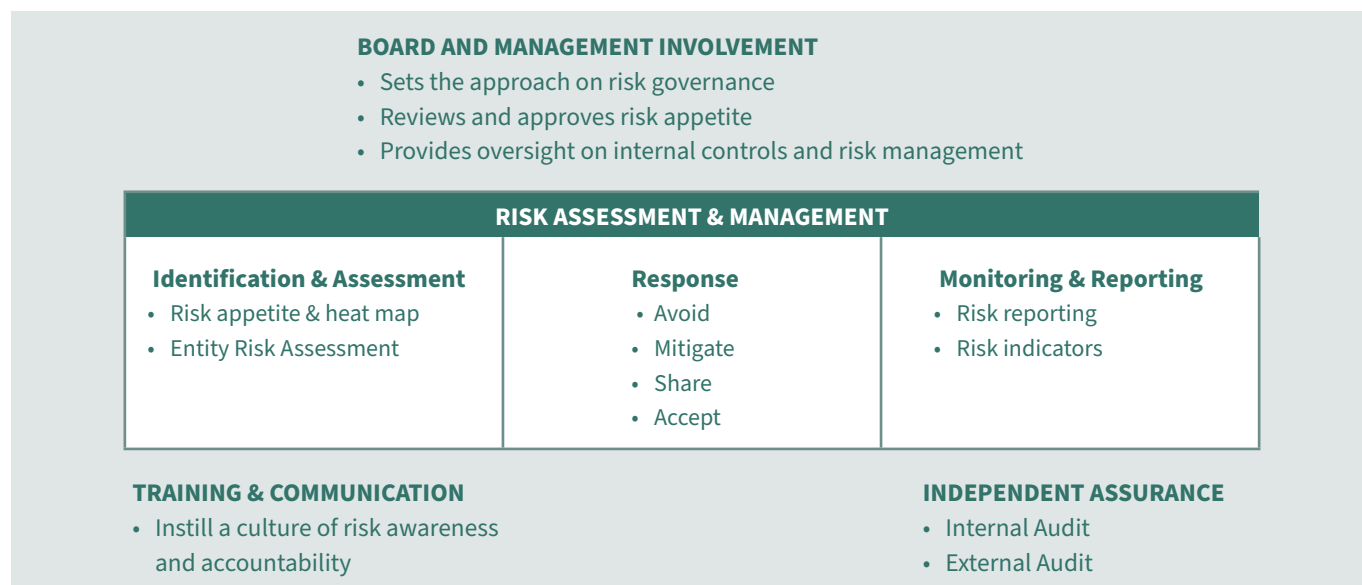 BOARD AND MANAGEMENT INVOLVEMENT
• Sets the approach on risk governance
• Reviews and approves risk appetite
• Provides oversight on internal controls and risk management
RISK ASSESSMENT & MANAGEMENT
Identification & Assessment
• Risk appetite & heat map
• Entity Risk Assessment
Response
• Avoid
• Mitigate
• Share
• Accept
Monitoring & Reporting
• Risk reporting
• Risk indicators
TRAINING & COMMUNICATION
• Instill a culture of risk awareness
and accountability
INDEPENDENT ASSURANCE
• Internal Audit
• External Audit